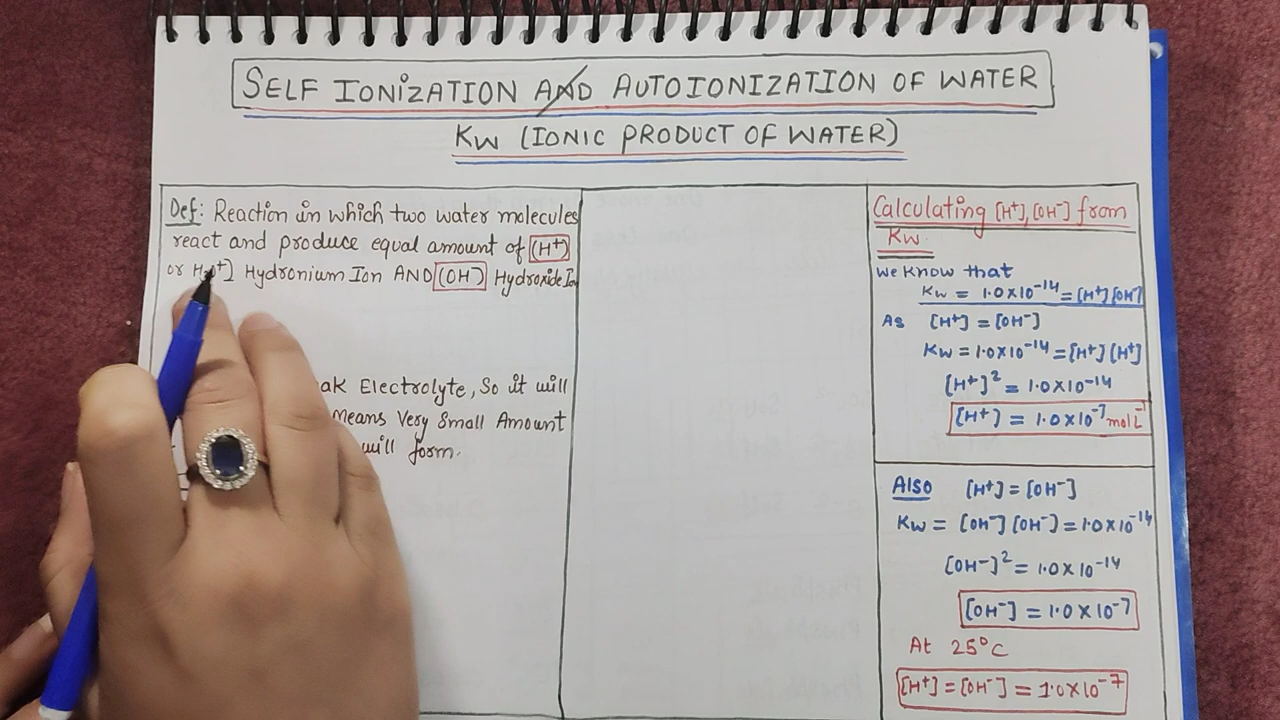 SELF IONIZATION AND AUTOIONIZATION OF WATER
KW (IONIC PRODUCT OF WATER)
Def: Reaction in which two water molecules
react and produce equal amount of (H⁺)
or H₃O⁺] Hydronium Ion AND (OH⁻) Hydroxide Ion
Electrolyte, So it will
means Very Small Amount
will form.
Calculating [H⁺],[OH⁻] from
KW.
we know that
KW = 1.0×10⁻¹⁴ = [H⁺][OH⁻]
As [H⁺] = [OH⁻]
KW = 1.0×10⁻¹⁴ = [H⁺][H⁺]
[H⁺]² = 1.0×10⁻¹⁴
[H⁺] = 1.0×10⁻⁷ mol L⁻¹
Also [H⁺] = [OH⁻]
KW = [OH⁻][OH⁻] = 1.0×10⁻¹⁴
[OH⁻]² = 1.0×10⁻¹⁴
[OH⁻] = 1.0×10⁻⁷
At 25°C
[H⁺] = [OH⁻] = 1.0×10⁻⁷